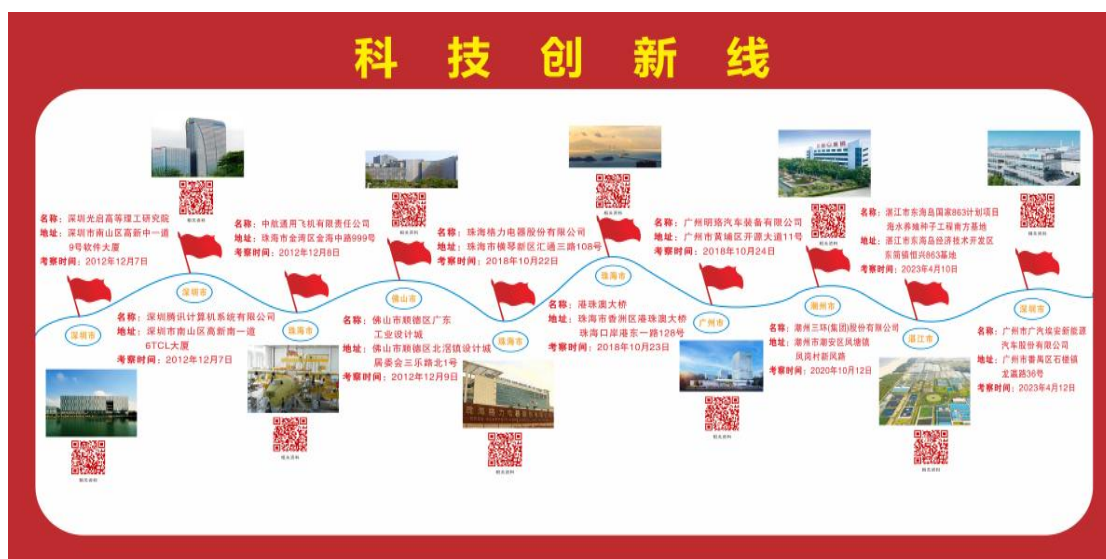 科技创新线
名称：深圳光启高等理工研究院
地址：深圳市南山区高新中一道
9号软件大厦
考察时间：2012年12月7日
深圳市
名称：深圳腾讯计算机系统有限公司
地址：深圳市南山区高新南一道
6TCL大厦
考察时间：2012年12月7日
深圳市
名称：中航通用飞机有限责任公司
地址：珠海市金湾区金海中路999号
考察时间：2012年12月8日
珠海市
名称：佛山市顺德区广东
工业设计城
地址：佛山市顺德区北滘镇设计城
居委会三乐路北1号
考察时间：2012年12月9日
佛山市
名称：珠海格力电器股份有限公司
地址：珠海市横琴新区汇通三路108号
考察时间：2018年10月22日
珠海市
名称：港珠澳大桥
地址：珠海市香洲区港珠澳大桥
珠海口岸港东一路128号
考察时间：2018年10月23日
珠海市
名称：广州明珞汽车装备有限公司
地址：广州市黄埔区开源大道11号
考察时间：2018年10月24日
广州市
名称：潮州三环(集团)股份有限公司
地址：潮州市潮安区凤塘镇
凤岗村新风路
考察时间：2020年10月12日
潮州市
名称：湛江市东海岛国家863计划项目
海水养殖种子工程南方基地
地址：湛江市东海岛经济技术开发区
东简镇恒兴863基地
考察时间：2023年4月10日
湛江市
名称：广州市广汽埃安新能源
汽车股份有限公司
地址：广州市番禺区石楼镇
龙瀛路36号
考察时间：2023年4月12日
深圳市